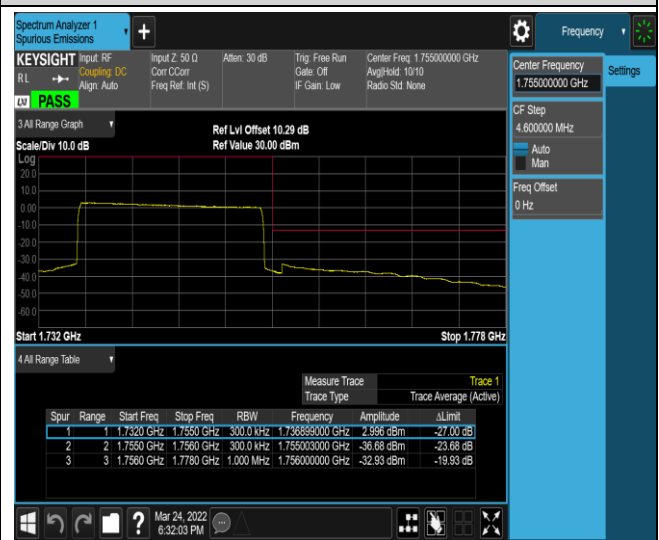 Spectrum Analyzer 1
Spurious Emissions
Frequency
KEYSIGHT Input: RF
RL
Coupling: DC
Align: Auto
Input Z: 50 Ω
Corr CCorr
Freq Ref: Int (S)
Atten: 30 dB
Trig: Free Run
Gate: Off
IF Gain: Low
Center Freq: 1.755000000 GHz
Avg|Hold: 10/10
Radio Std: None
LXI PASS
Center Frequency
1.755000000 GHz
Settings
CF Step
4.600000 MHz
Auto
Man
Freq Offset
0 Hz
3 All Range Graph
Ref Lvl Offset 10.29 dB
Scale/Div 10.0 dB
Ref Value 30.00 dBm
Log
20.0
10.0
0.00
-10.0
-20.0
-30.0
-40.0
-50.0
-60.0
Start 1.732 GHz
Stop 1.778 GHz
4 All Range Table
Measure Trace Trace 1
Trace Type Trace Average (Active)
Spur Range Start Freq Stop Freq RBW Frequency Amplitude ΔLimit
1 1 1.7320 GHz 1.7550 GHz 300.0 kHz 1.736899000 GHz 2.996 dBm -27.00 dB
2 2 1.7550 GHz 1.7560 GHz 300.0 kHz 1.755003000 GHz -36.68 dBm -23.68 dB
3 3 1.7560 GHz 1.7780 GHz 1.000 MHz 1.756000000 GHz -32.93 dBm -19.93 dB
Mar 24, 2022
6:32:03 PM